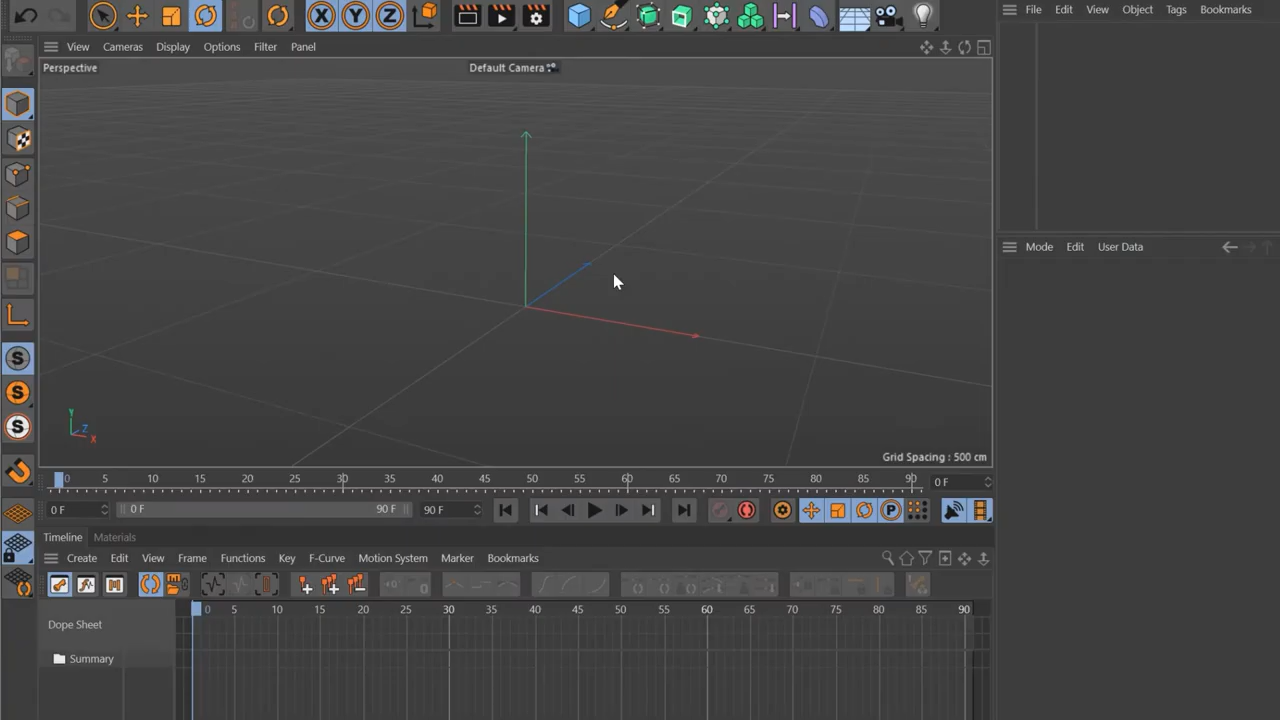 X Y Z
File Edit View Object Tags Bookmarks
View Cameras Display Options Filter Panel
Perspective
Default Camera
Mode Edit User Data
Y
Z
X
Grid Spacing : 500 cm
0 5 10 15 20 25 30 35 40 45 50 55 60 65 70 75 80 85 90
0 F
0 F
0 F
90 F
90 F
P
S
S
S
Timeline Materials
Create Edit View Frame Functions Key F-Curve Motion System Marker Bookmarks
0 5 10 15 20 25 30 35 40 45 50 55 60 65 70 75 80 85 90
Dope Sheet
Summary